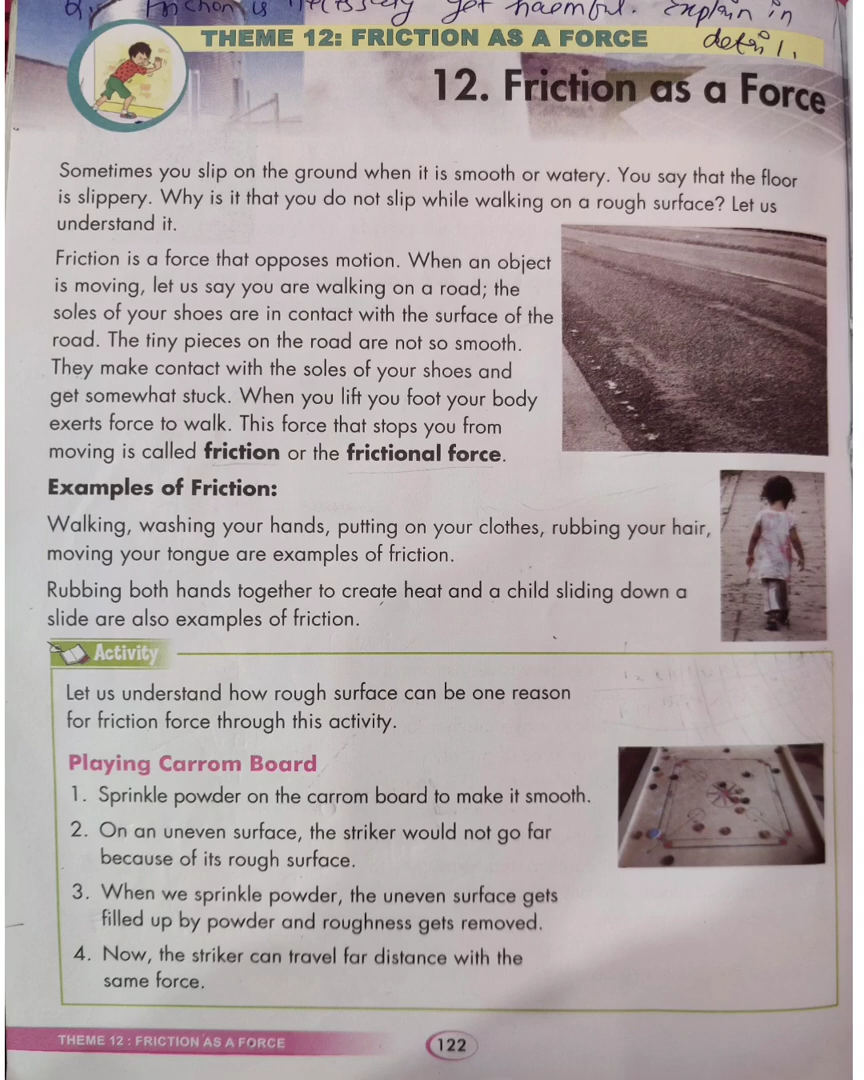 Friction is necessary yet harmful. Explain in
detail.
THEME 12: FRICTION AS A FORCE
12. Friction as a Force
Sometimes you slip on the ground when it is smooth or watery. You say that the floor
is slippery. Why is it that you do not slip while walking on a rough surface? Let us
understand it.
Friction is a force that opposes motion. When an object
is moving, let us say you are walking on a road; the
soles of your shoes are in contact with the surface of the
road. The tiny pieces on the road are not so smooth.
They make contact with the soles of your shoes and
get somewhat stuck. When you lift you foot your body
exerts force to walk. This force that stops you from
moving is called friction or the frictional force.
Examples of Friction:
Walking, washing your hands, putting on your clothes, rubbing your hair,
moving your tongue are examples of friction.
Rubbing both hands together to create heat and a child sliding down a
slide are also examples of friction.
Activity
Let us understand how rough surface can be one reason
for friction force through this activity.
Playing Carrom Board
1. Sprinkle powder on the carrom board to make it smooth.
2. On an uneven surface, the striker would not go far
because of its rough surface.
3. When we sprinkle powder, the uneven surface gets
filled up by powder and roughness gets removed.
4. Now, the striker can travel far distance with the
same force.
THEME 12 : FRICTION AS A FORCE
122